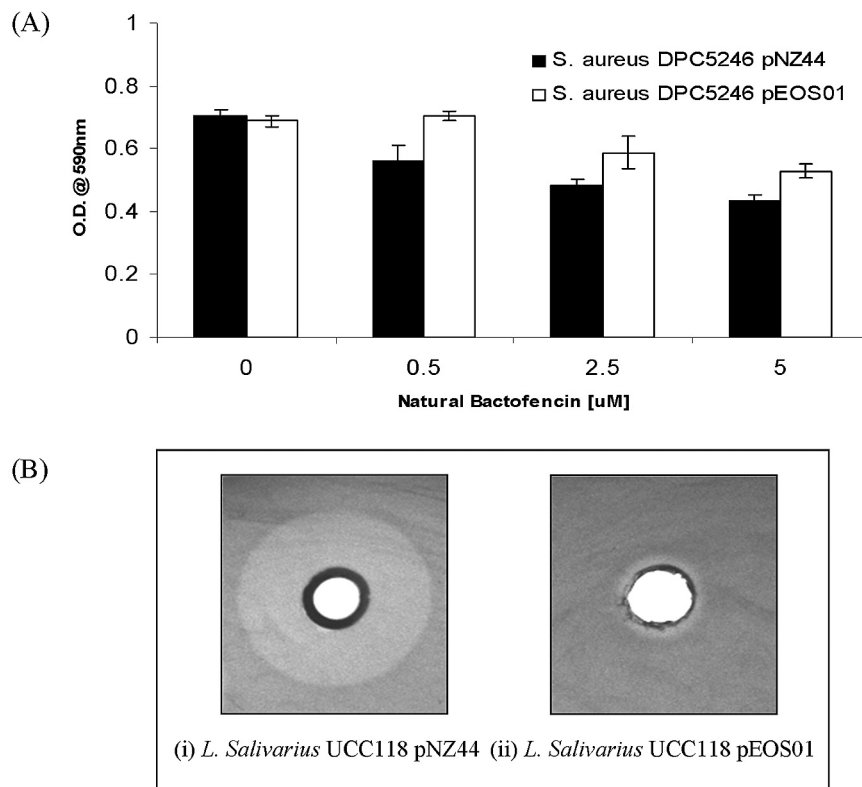 (A)
1
0.8
0.6
0.4
0.2
0
O.D. @ 590nm
S. aureus DPC5246 pNZ44
S. aureus DPC5246 pEOS01
0 0.5 2.5 5
Natural Bactofencin [uM]
(B)
(i) L. Salivarius UCC118 pNZ44 (ii) L. Salivarius UCC118 pEOS01